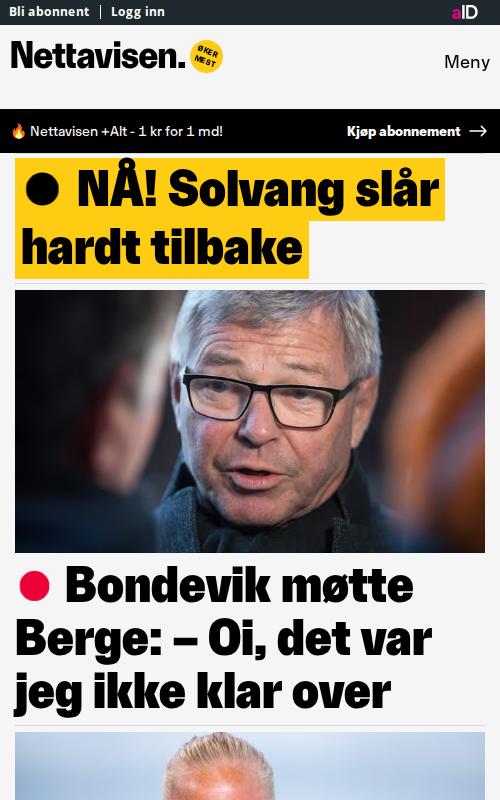 Bli abonnent | Logg inn
aID
Nettavisen.
ØKER
MEST
Meny
🔥 Nettavisen +Alt - 1 kr for 1 md!
Kjøp abonnement →
● NÅ! Solvang slår
hardt tilbake
Bondevik møtte
Berge: – Oi, det var
jeg ikke klar over